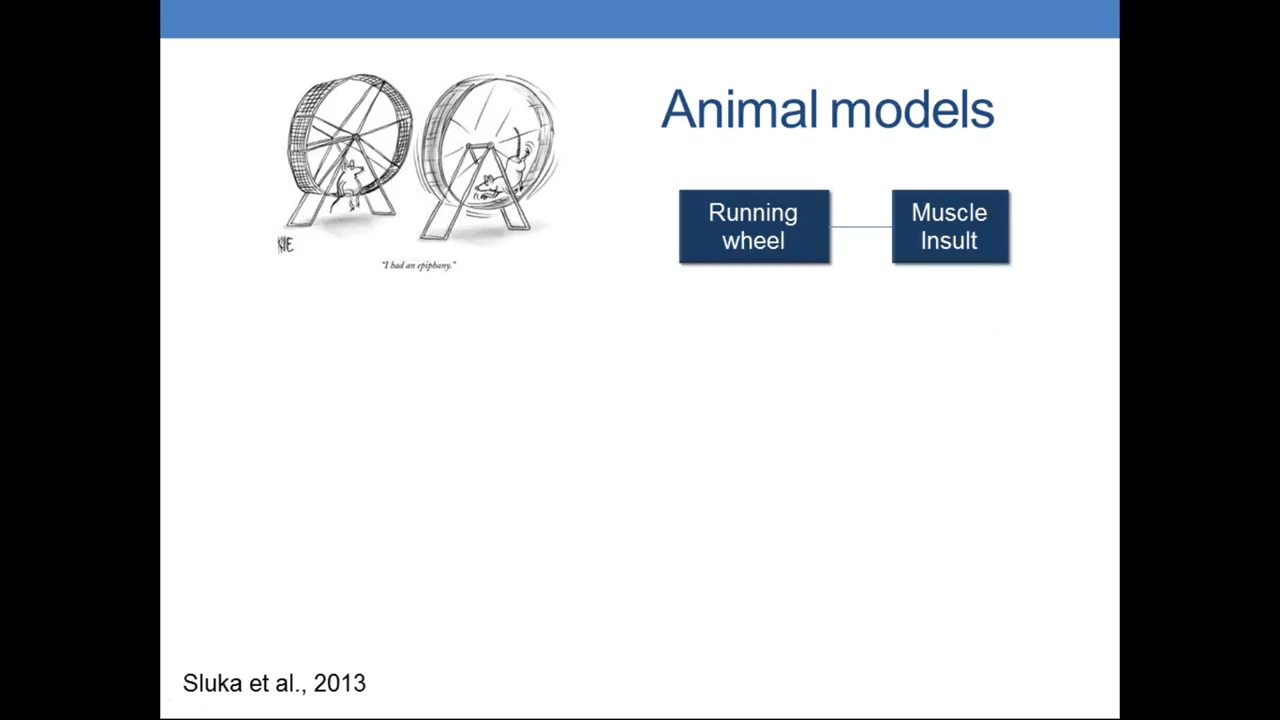 Animal models
Running
wheel
Muscle
Insult
"I had an epiphany."
Sluka et al., 2013